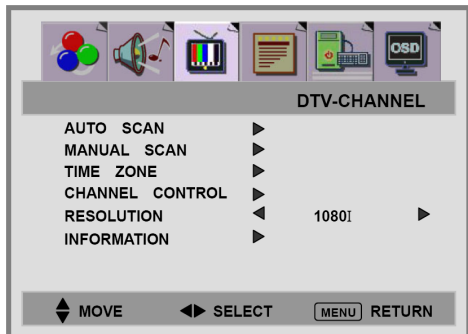 OSD
DTV-CHANNEL
AUTO SCAN
MANUAL SCAN
TIME ZONE
CHANNEL CONTROL
RESOLUTION 1080I
INFORMATION
MOVE SELECT MENU RETURN